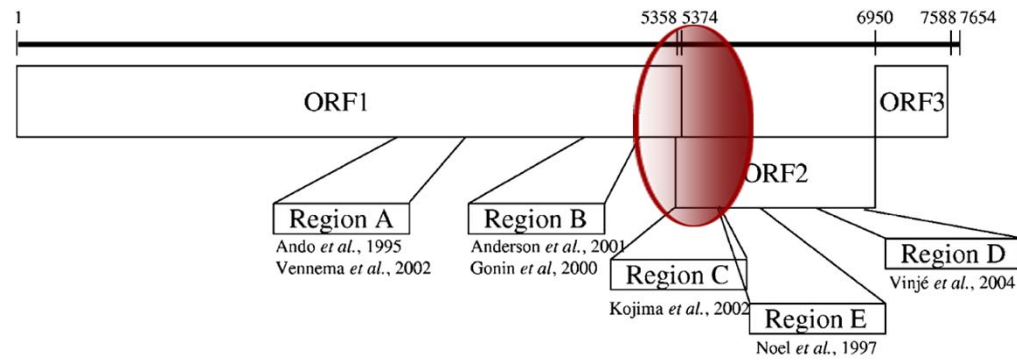 1 5358 5374 6950 7588 7654
ORF1 ORF3
ORF2
Region A Region B
Ando et al., 1995 Anderson et al., 2001
Vennema et al., 2002 Gonin et al, 2000
Region D
Vinjé et al., 2004
Region C
Kojima et al., 2002
Region E
Noel et al., 1997